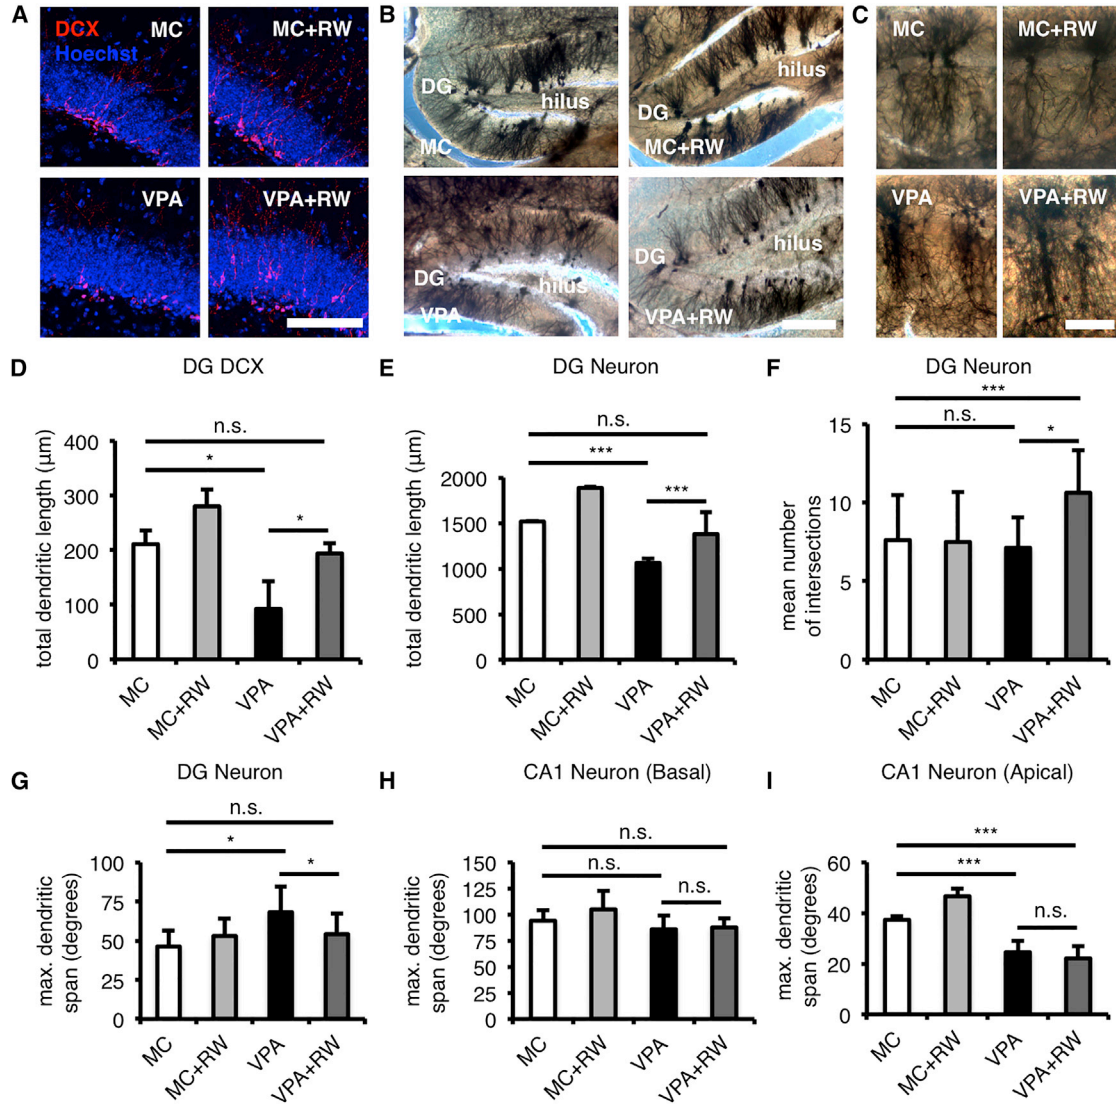 A
DCX
Hoechst
MC
MC+RW
VPA
VPA+RW
B
DG
hilus
MC
DG
hilus
MC+RW
DG
hilus
VPA
DG
hilus
VPA+RW
C
MC
MC+RW
VPA
VPA+RW
D
DG DCX
n.s.
*
*
total dendritic length (μm)
400
300
200
100
0
MC
MC+RW
VPA
VPA+RW
E
DG Neuron
n.s.
***
***
total dendritic length (μm)
2000
1500
1000
500
0
MC
MC+RW
VPA
VPA+RW
F
DG Neuron
***
n.s.
*
mean number
of intersections
15
10
5
0
MC
MC+RW
VPA
VPA+RW
G
DG Neuron
n.s.
*
*
max. dendritic
span (degrees)
100
75
50
25
0
MC
MC+RW
VPA
VPA+RW
H
CA1 Neuron (Basal)
n.s.
n.s.
n.s.
max. dendritic
span (degrees)
150
125
100
75
50
25
0
MC
MC+RW
VPA
VPA+RW
I
CA1 Neuron (Apical)
***
***
n.s.
max. dendritic
span (degrees)
60
40
20
0
MC
MC+RW
VPA
VPA+RW